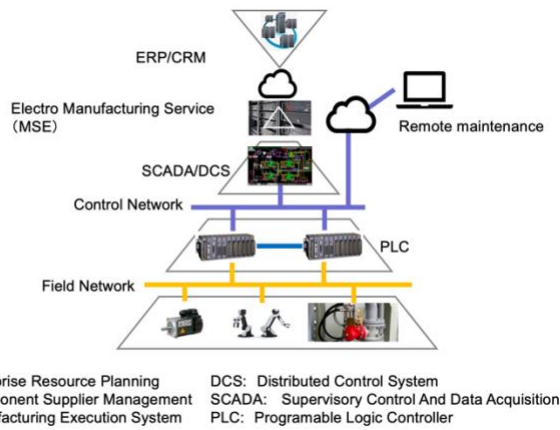 ERP/CRM
Electro Manufacturing Service
(MSE)
Remote maintenance
SCADA/DCS
Control Network
PLC
Field Network
prise Resource Planning DCS: Distributed Control System
onent Supplier Management SCADA: Supervisory Control And Data Acquisition
facturing Execution System PLC: Programable Logic Controller